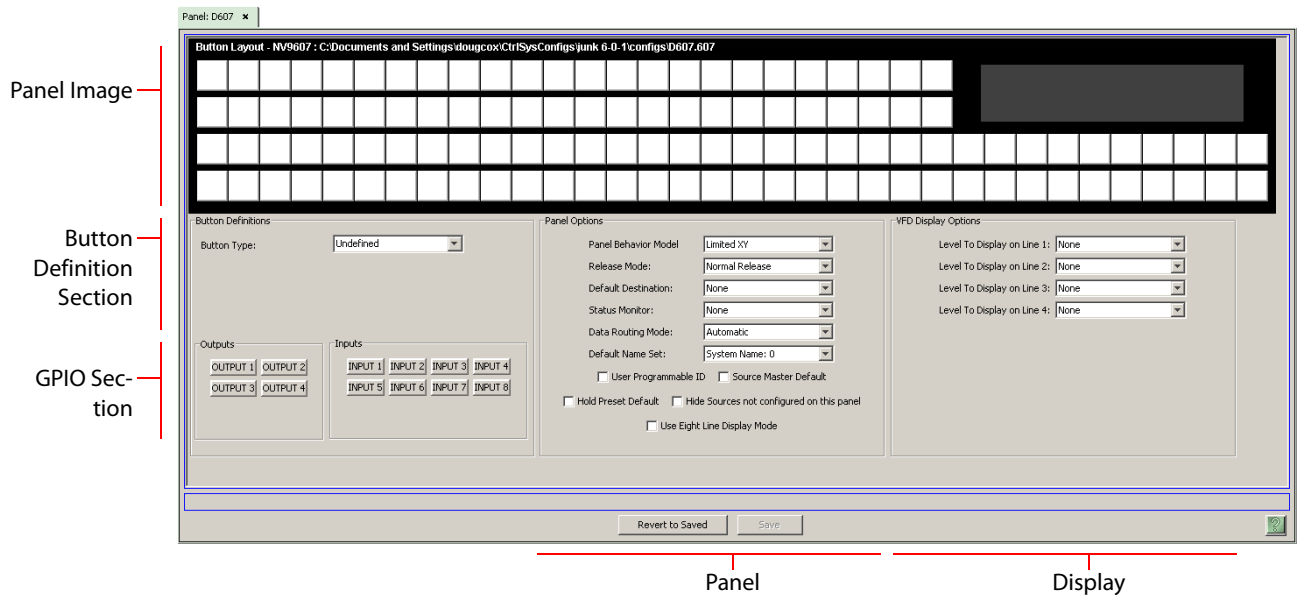 Panel: D607 ×
Button Layout - NV9607 : C:\Documents and Settings\dougcox\CtrlSysConfigs\junk 6-0-1\configs\D607.607
Panel Image
Button
Definition
Section
GPIO Sec-
tion
Button Definitions
Button Type: Undefined
Outputs
OUTPUT 1 OUTPUT 2
OUTPUT 3 OUTPUT 4
Inputs
INPUT 1 INPUT 2 INPUT 3 INPUT 4
INPUT 5 INPUT 6 INPUT 7 INPUT 8
Panel Options
Panel Behavior Model Limited XY
Release Mode: Normal Release
Default Destination: None
Status Monitor: None
Data Routing Mode: Automatic
Default Name Set: System Name: 0
User Programmable ID Source Master Default
Hold Preset Default Hide Sources not configured on this panel
Use Eight Line Display Mode
VFD Display Options
Level To Display on Line 1: None
Level To Display on Line 2: None
Level To Display on Line 3: None
Level To Display on Line 4: None
Revert to Saved Save ?
Panel Display